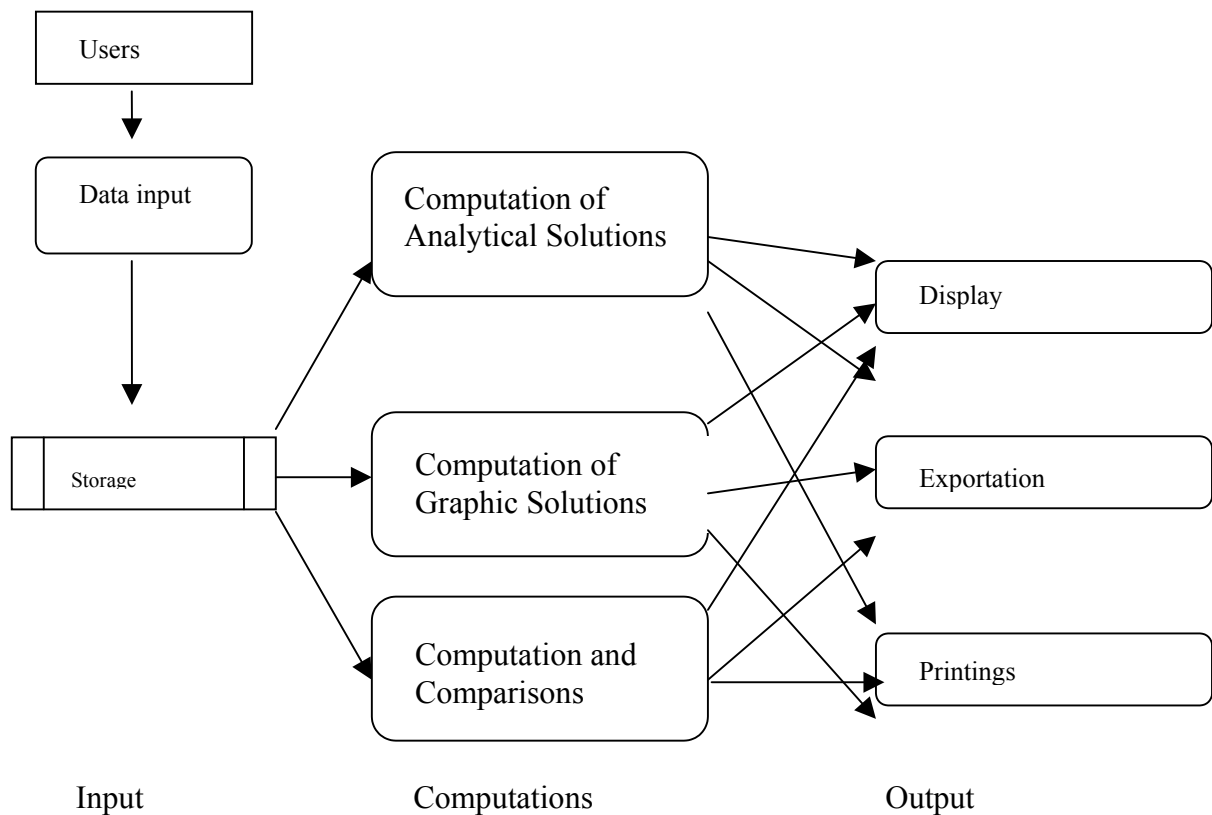 Users
Data input
Storage
Computation of
Analytical Solutions
Computation of
Graphic Solutions
Computation and
Comparisons
Display
Exportation
Printings
Input
Computations
Output